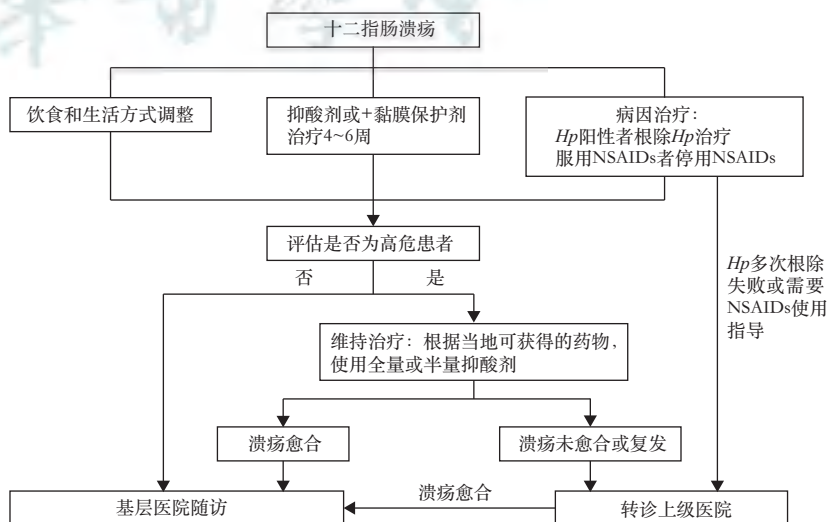 十二指肠溃疡
饮食和生活方式调整
抑酸剂或+黏膜保护剂
治疗4~6周
病因治疗：
Hp阳性者根除Hp治疗
服用NSAIDs者停用NSAIDs
评估是否为高危患者
否
是
Hp多次根除
失败或需要
NSAIDs使用
指导
维持治疗：根据当地可获得的药物，
使用全量或半量抑酸剂
溃疡愈合
溃疡未愈合或复发
基层医院随访
溃疡愈合
转诊上级医院